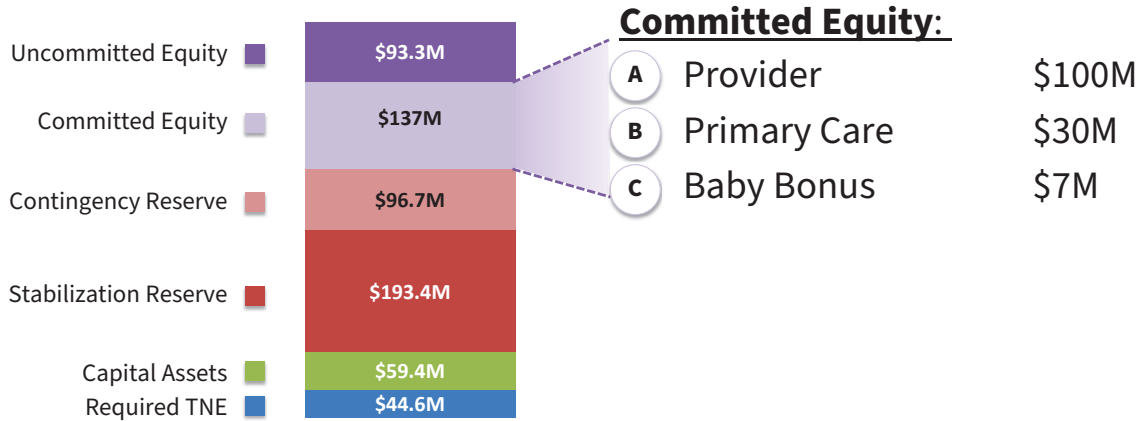 Committed Equity:
Uncommitted Equity $93.3M
Committed Equity $137M
Contingency Reserve $96.7M
Stabilization Reserve $193.4M
Capital Assets $59.4M
Required TNE $44.6M
A Provider $100M
B Primary Care $30M
C Baby Bonus $7M